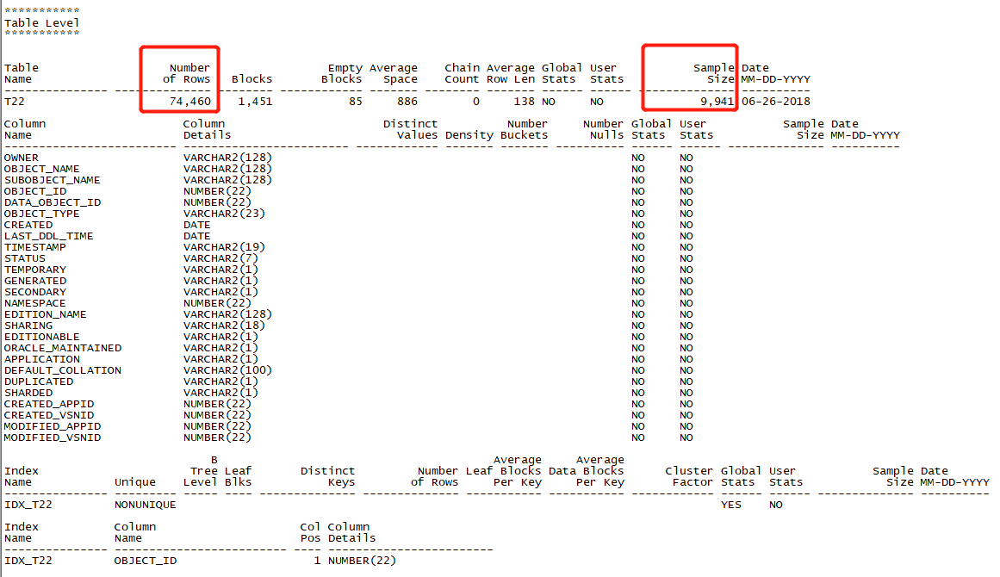 ***********
Table Level
***********
Table                   Number                 Empty Average      Chain Average Global User               Sample Date
Name                   of Rows   Blocks       Blocks   Space      Count Row Len Stats  Stats                Size MM-DD-YYYY
--------------- -------------- -------- ------------ ------- ---------- ------- ------ ------ -------------- ----------
T22                     74,460    1,451           85     886          0     138 NO     NO                  9,941 06-26-2018
Column                    Column                       Distinct              Number       Number Global User               Sample Date
Name                      Details                        Values Density Buckets        Nulls Stats  Stats                Size MM-DD-YYYY
------------------------- ------------------------ ------------ ------- ------- ---------- ------ ------ -------------- ----------
OWNER                     VARCHAR2(128)                                                          NO     NO
OBJECT_NAME               VARCHAR2(128)                                                          NO     NO
SUBOBJECT_NAME            VARCHAR2(128)                                                          NO     NO
OBJECT_ID                 NUMBER(22)                                                             NO     NO
DATA_OBJECT_ID            NUMBER(22)                                                             NO     NO
OBJECT_TYPE               VARCHAR2(23)                                                           NO     NO
CREATED                   DATE                                                                   NO     NO
LAST_DDL_TIME             DATE                                                                   NO     NO
TIMESTAMP                 VARCHAR2(19)                                                           NO     NO
STATUS                    VARCHAR2(7)                                                            NO     NO
TEMPORARY                 VARCHAR2(1)                                                            NO     NO
GENERATED                 VARCHAR2(1)                                                            NO     NO
SECONDARY                 VARCHAR2(1)                                                            NO     NO
NAMESPACE                 NUMBER(22)                                                             NO     NO
EDITION_NAME              VARCHAR2(128)                                                          NO     NO
SHARING                   VARCHAR2(18)                                                           NO     NO
EDITIONABLE               VARCHAR2(1)                                                            NO     NO
ORACLE_MAINTAINED         VARCHAR2(1)                                                            NO     NO
APPLICATION               VARCHAR2(1)                                                            NO     NO
DEFAULT_COLLATION         VARCHAR2(100)                                                          NO     NO
DUPLICATED                VARCHAR2(1)                                                            NO     NO
SHARDED                   VARCHAR2(1)                                                            NO     NO
CREATED_APPID             NUMBER(22)                                                             NO     NO
CREATED_VSNID             NUMBER(22)                                                             NO     NO
MODIFIED_APPID            NUMBER(22)                                                             NO     NO
MODIFIED_VSNID            NUMBER(22)                                                             NO     NO
B                                         Average     Average
Index                      Tree Leaf       Distinct         Number Leaf Blocks Data Blocks      Cluster Global User               Sample Date
Name            Unique    Level Blks           Keys        of Rows     Per Key     Per Key       Factor Stats  Stats                Size MM-DD-YYYY
--------------- --------- ----- ---- -------------- -------------- ----------- ----------- ------------ ------ ------ -------------- ----------
IDX_T22         NONUNIQUE                                                                               YES    NO
Index           Column                     Col Column
Name            Name                       Pos Details
--------------- ------------------------- ---- ------------------------
IDX_T22         OBJECT_ID                    1 NUMBER(22)